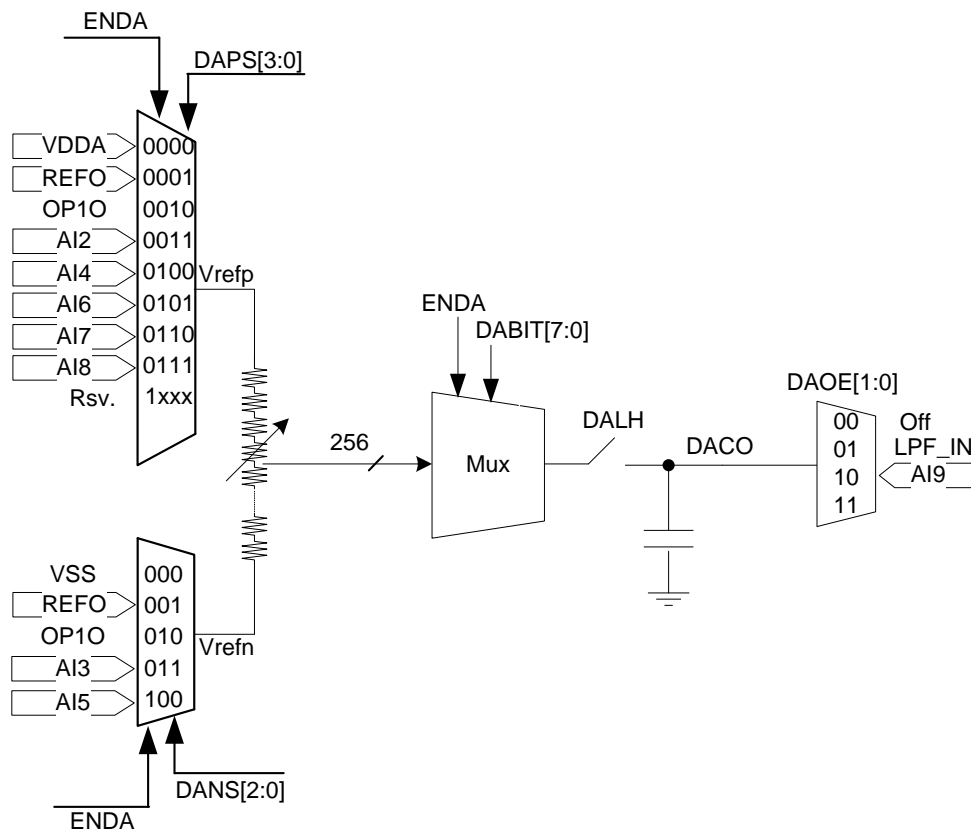 ENDA
DAPS[3:0]
VDDA 0000
REFO 0001
OP1O 0010
AI2 0011
AI4 0100 Vrefp
AI6 0101
AI7 0110
AI8 0111
Rsv. 1xxx
ENDA
DABIT[7:0]
256
Mux
DALH
DACO
DAOE[1:0]
00 Off
01 LPF_IN
10 AI9
11
VSS 000
REFO 001
OP1O 010 Vrefn
AI3 011
AI5 100
DANS[2:0]
ENDA